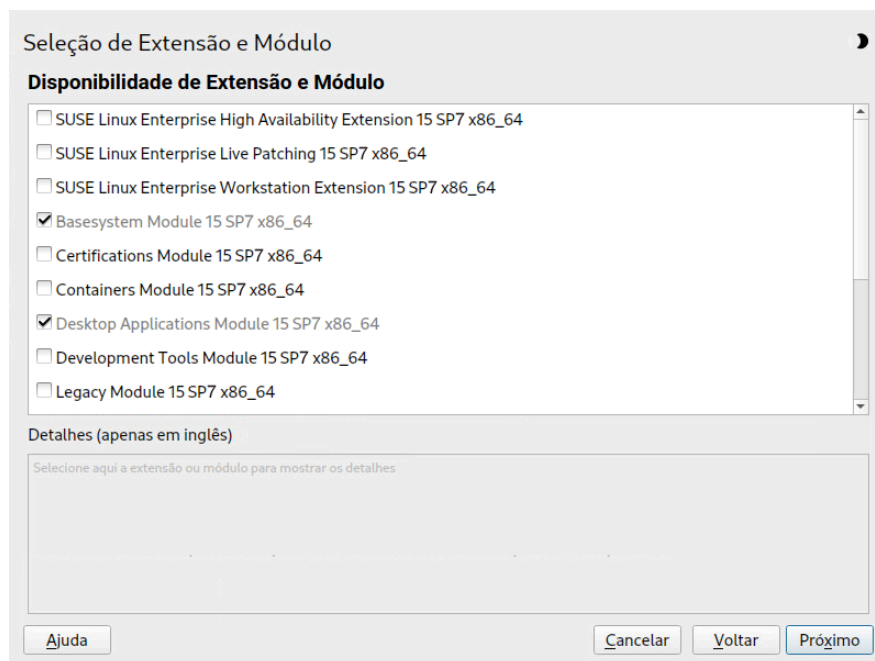 Seleção de Extensão e Módulo
Disponibilidade de Extensão e Módulo
SUSE Linux Enterprise High Availability Extension 15 SP7 x86_64
SUSE Linux Enterprise Live Patching 15 SP7 x86_64
SUSE Linux Enterprise Workstation Extension 15 SP7 x86_64
Basesystem Module 15 SP7 x86_64
Certifications Module 15 SP7 x86_64
Containers Module 15 SP7 x86_64
Desktop Applications Module 15 SP7 x86_64
Development Tools Module 15 SP7 x86_64
Legacy Module 15 SP7 x86_64
Detalhes (apenas em inglês)
Selecione aqui a extensão ou módulo para mostrar os detalhes
Ajuda
Cancelar
Voltar
Próximo